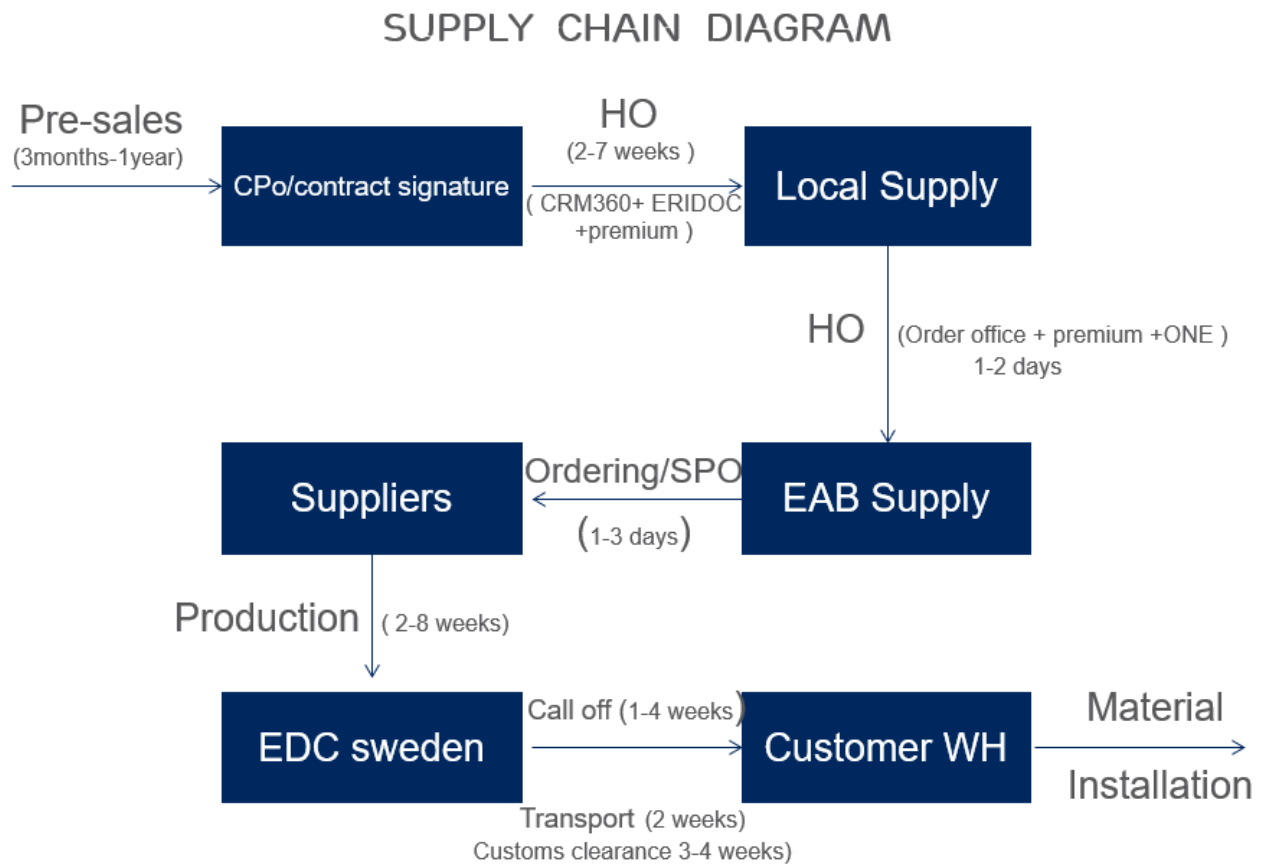 SUPPLY CHAIN DIAGRAM
Pre-sales
(3months-1year)
CPo/contract signature
HO
(2-7 weeks )
( CRM360+ ERIDOC
+premium )
Local Supply
HO
(Order office + premium +ONE )
1-2 days
EAB Supply
Ordering/SPO
(1-3 days)
Suppliers
Production
( 2-8 weeks)
EDC sweden
Call off (1-4 weeks)
Transport (2 weeks)
Customs clearance 3-4 weeks)
Customer WH
Material
Installation